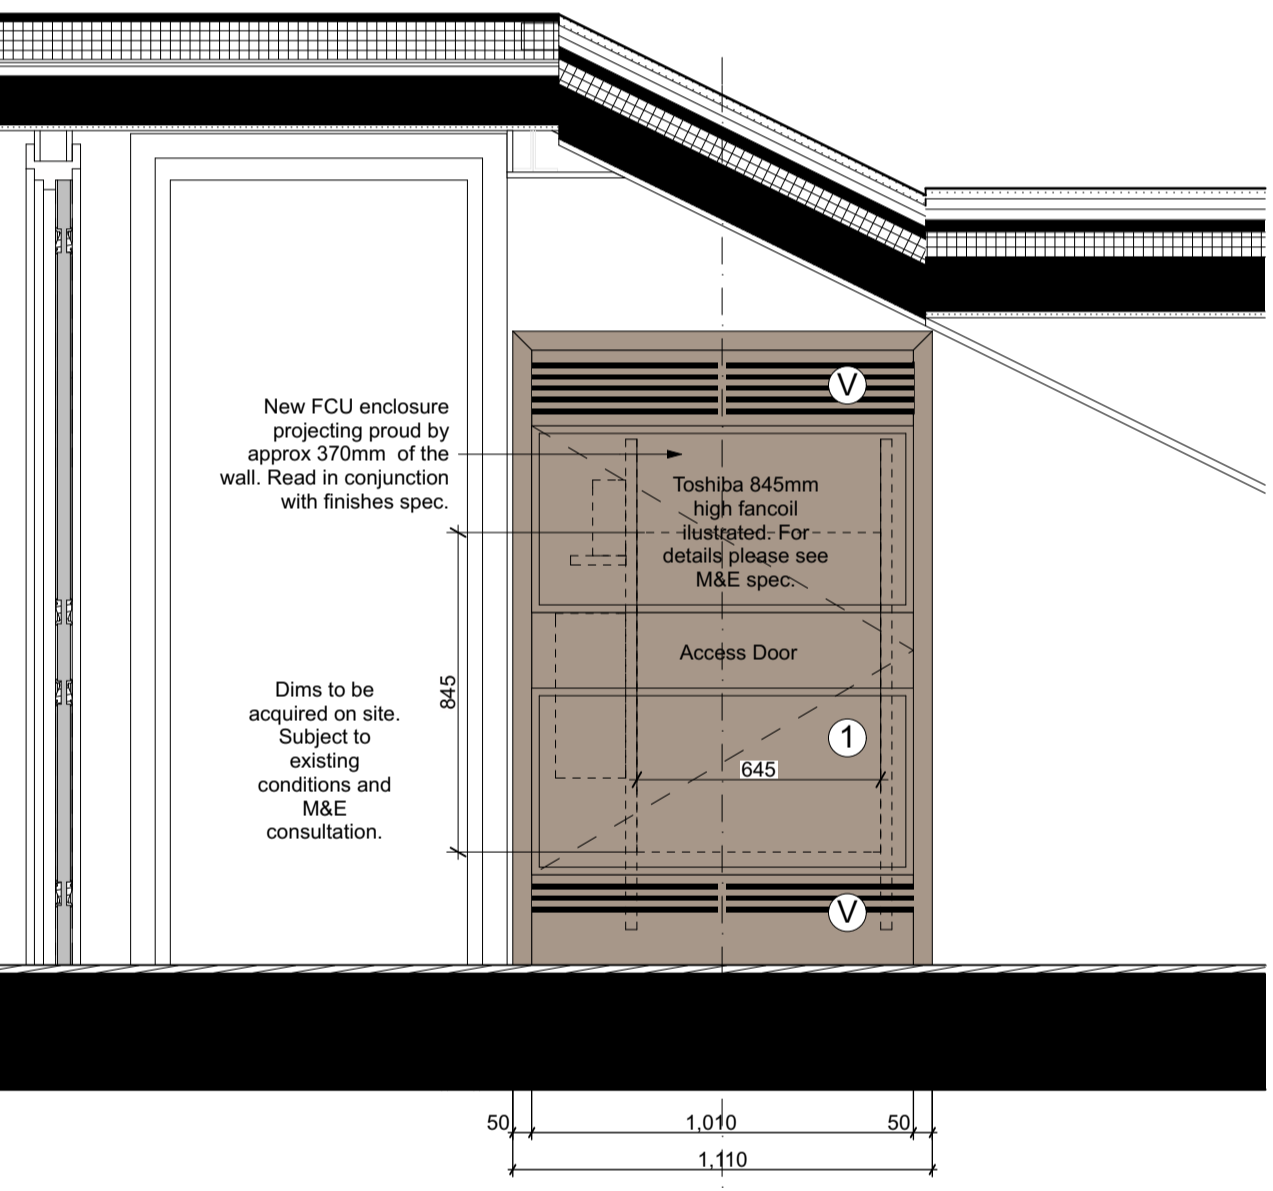 V
New FCU enclosure
projecting proud by
approx 370mm of the
wall. Read in conjunction
with finishes spec.
Toshiba 845mm
high fancoil
ilustrated. For
details please see
M&E spec.
Access Door
Dims to be
acquired on site.
Subject to
existing
conditions and
M&E
consultation.
845
1
645
V
50
1,010
50
1,110